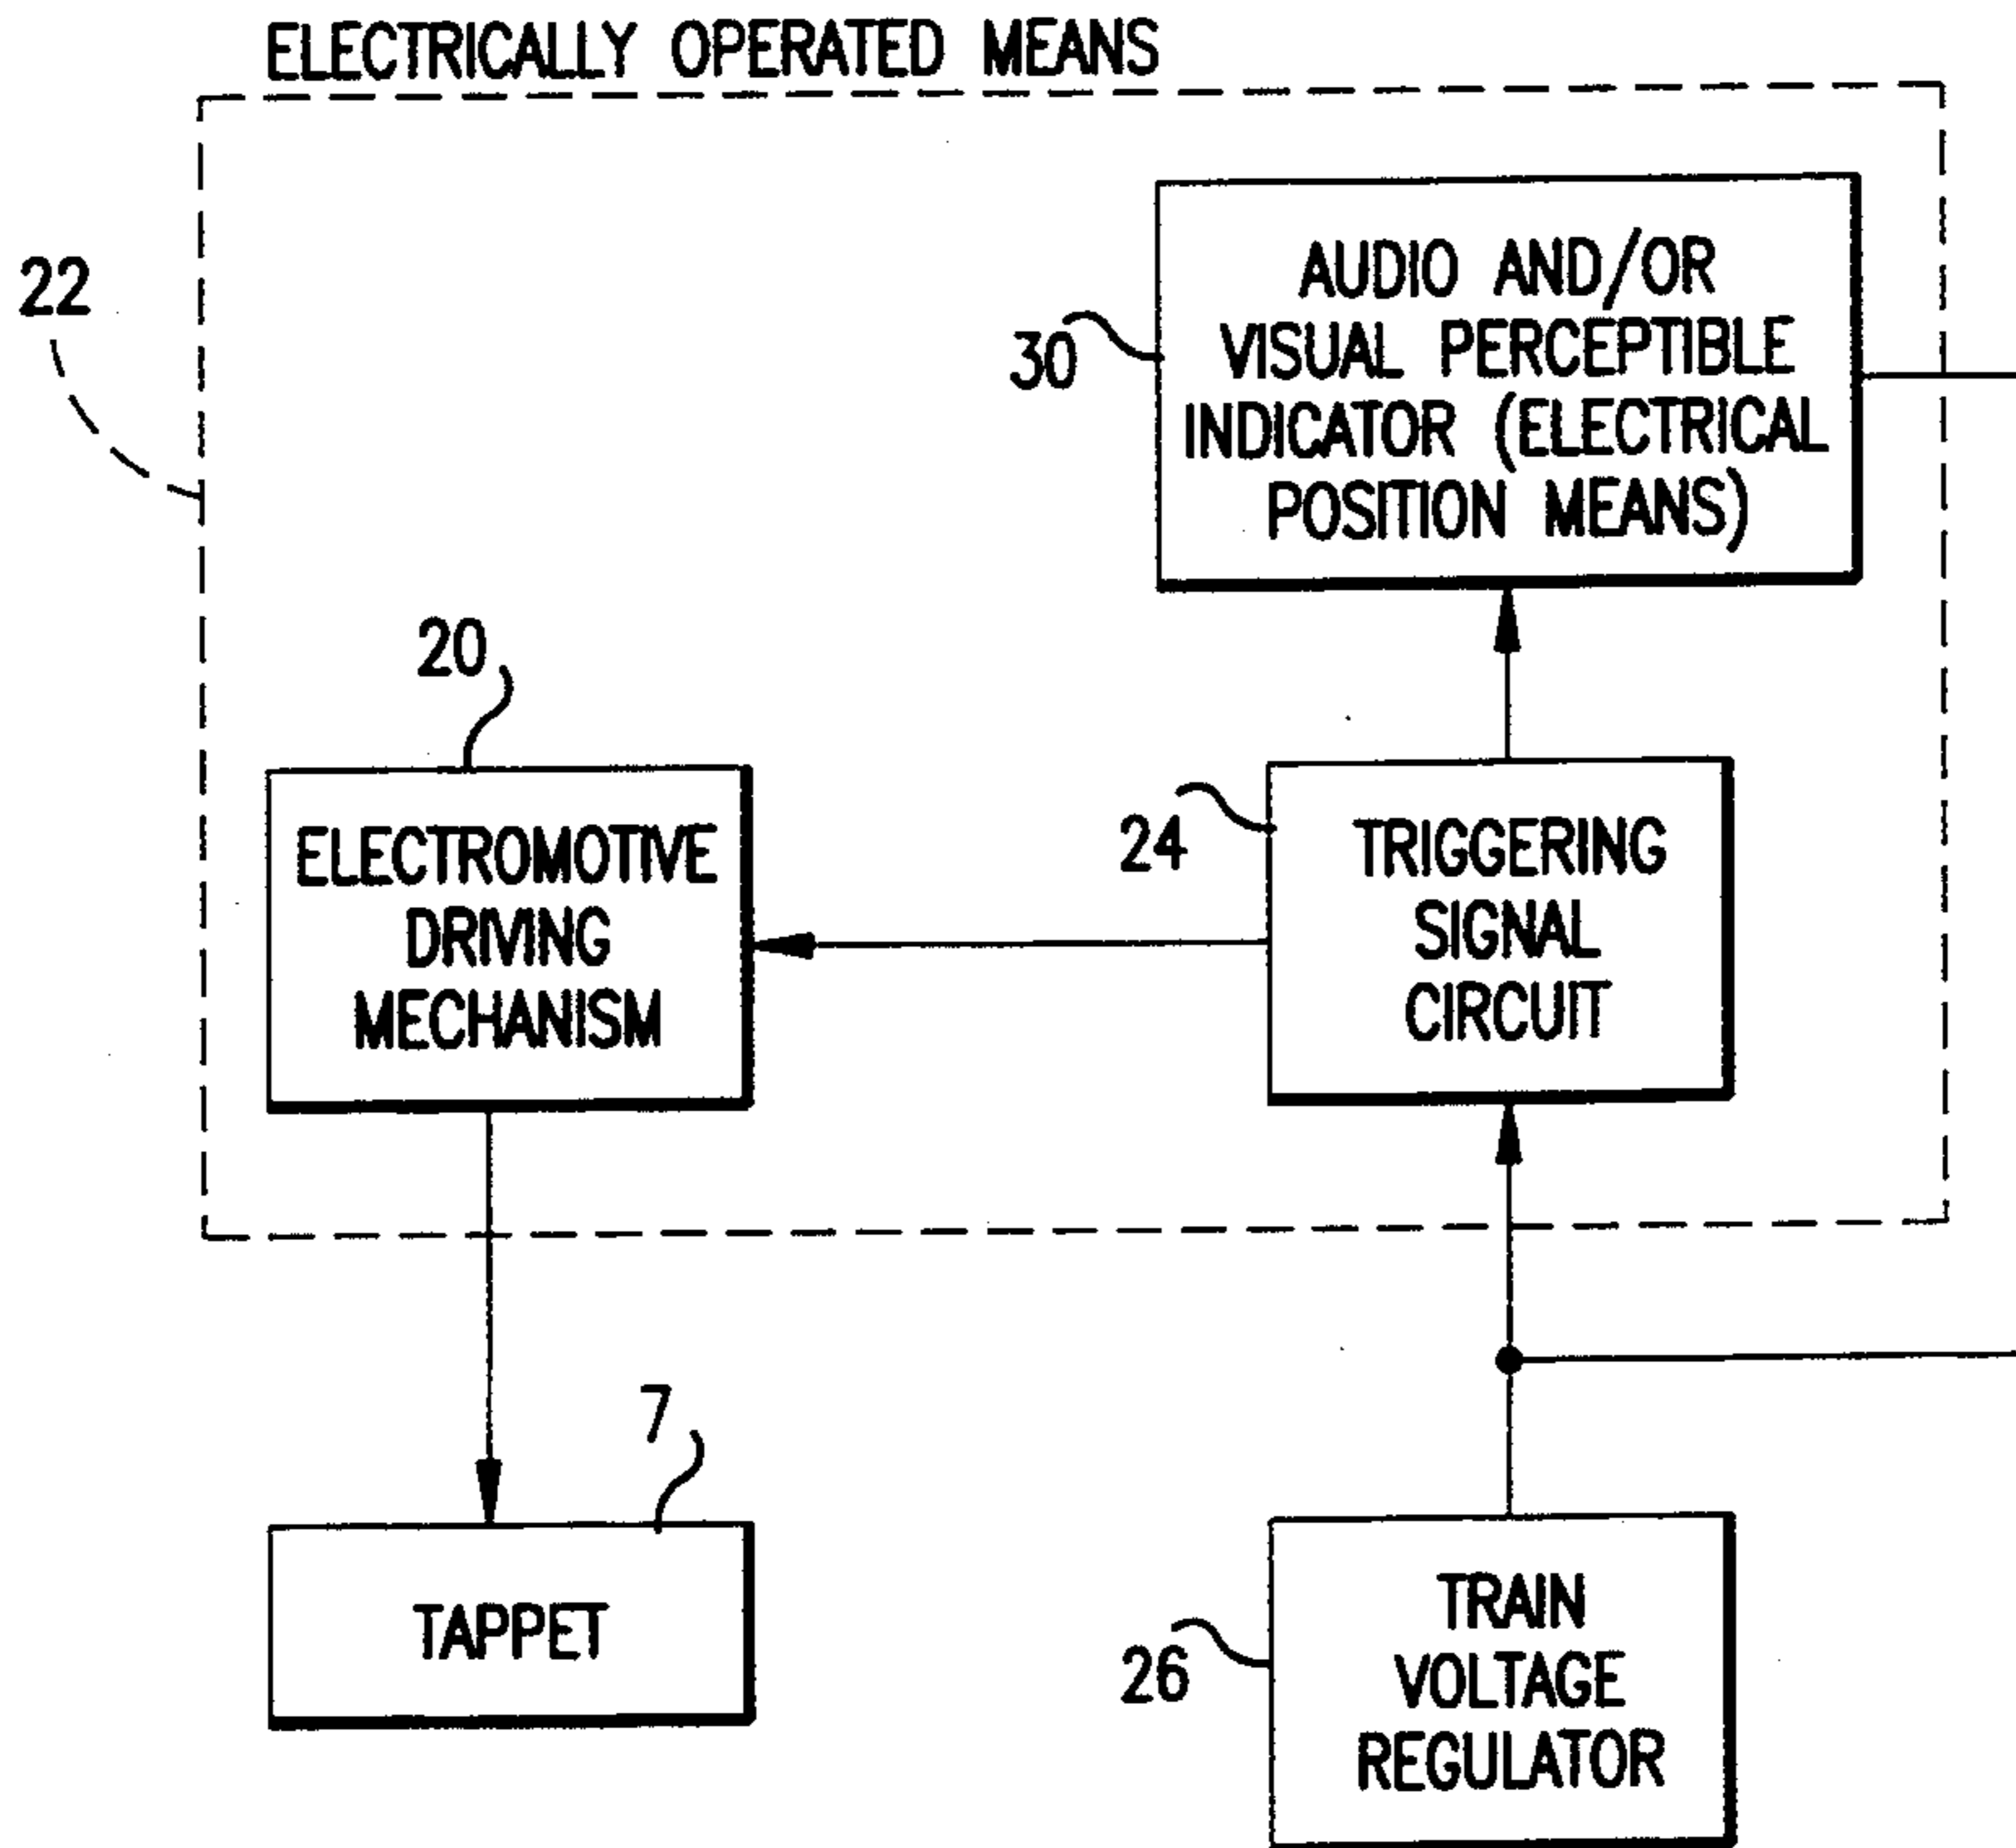 ELECTRICALLY OPERATED MEANS
22
30
AUDIO AND/OR
VISUAL PERCEPTIBLE
INDICATOR (ELECTRICAL
POSITION MEANS)
20
ELECTROMOTIVE
DRIVING
MECHANISM
24
TRIGGERING
SIGNAL
CIRCUIT
7
TAPPET
26
TRAIN
VOLTAGE
REGULATOR